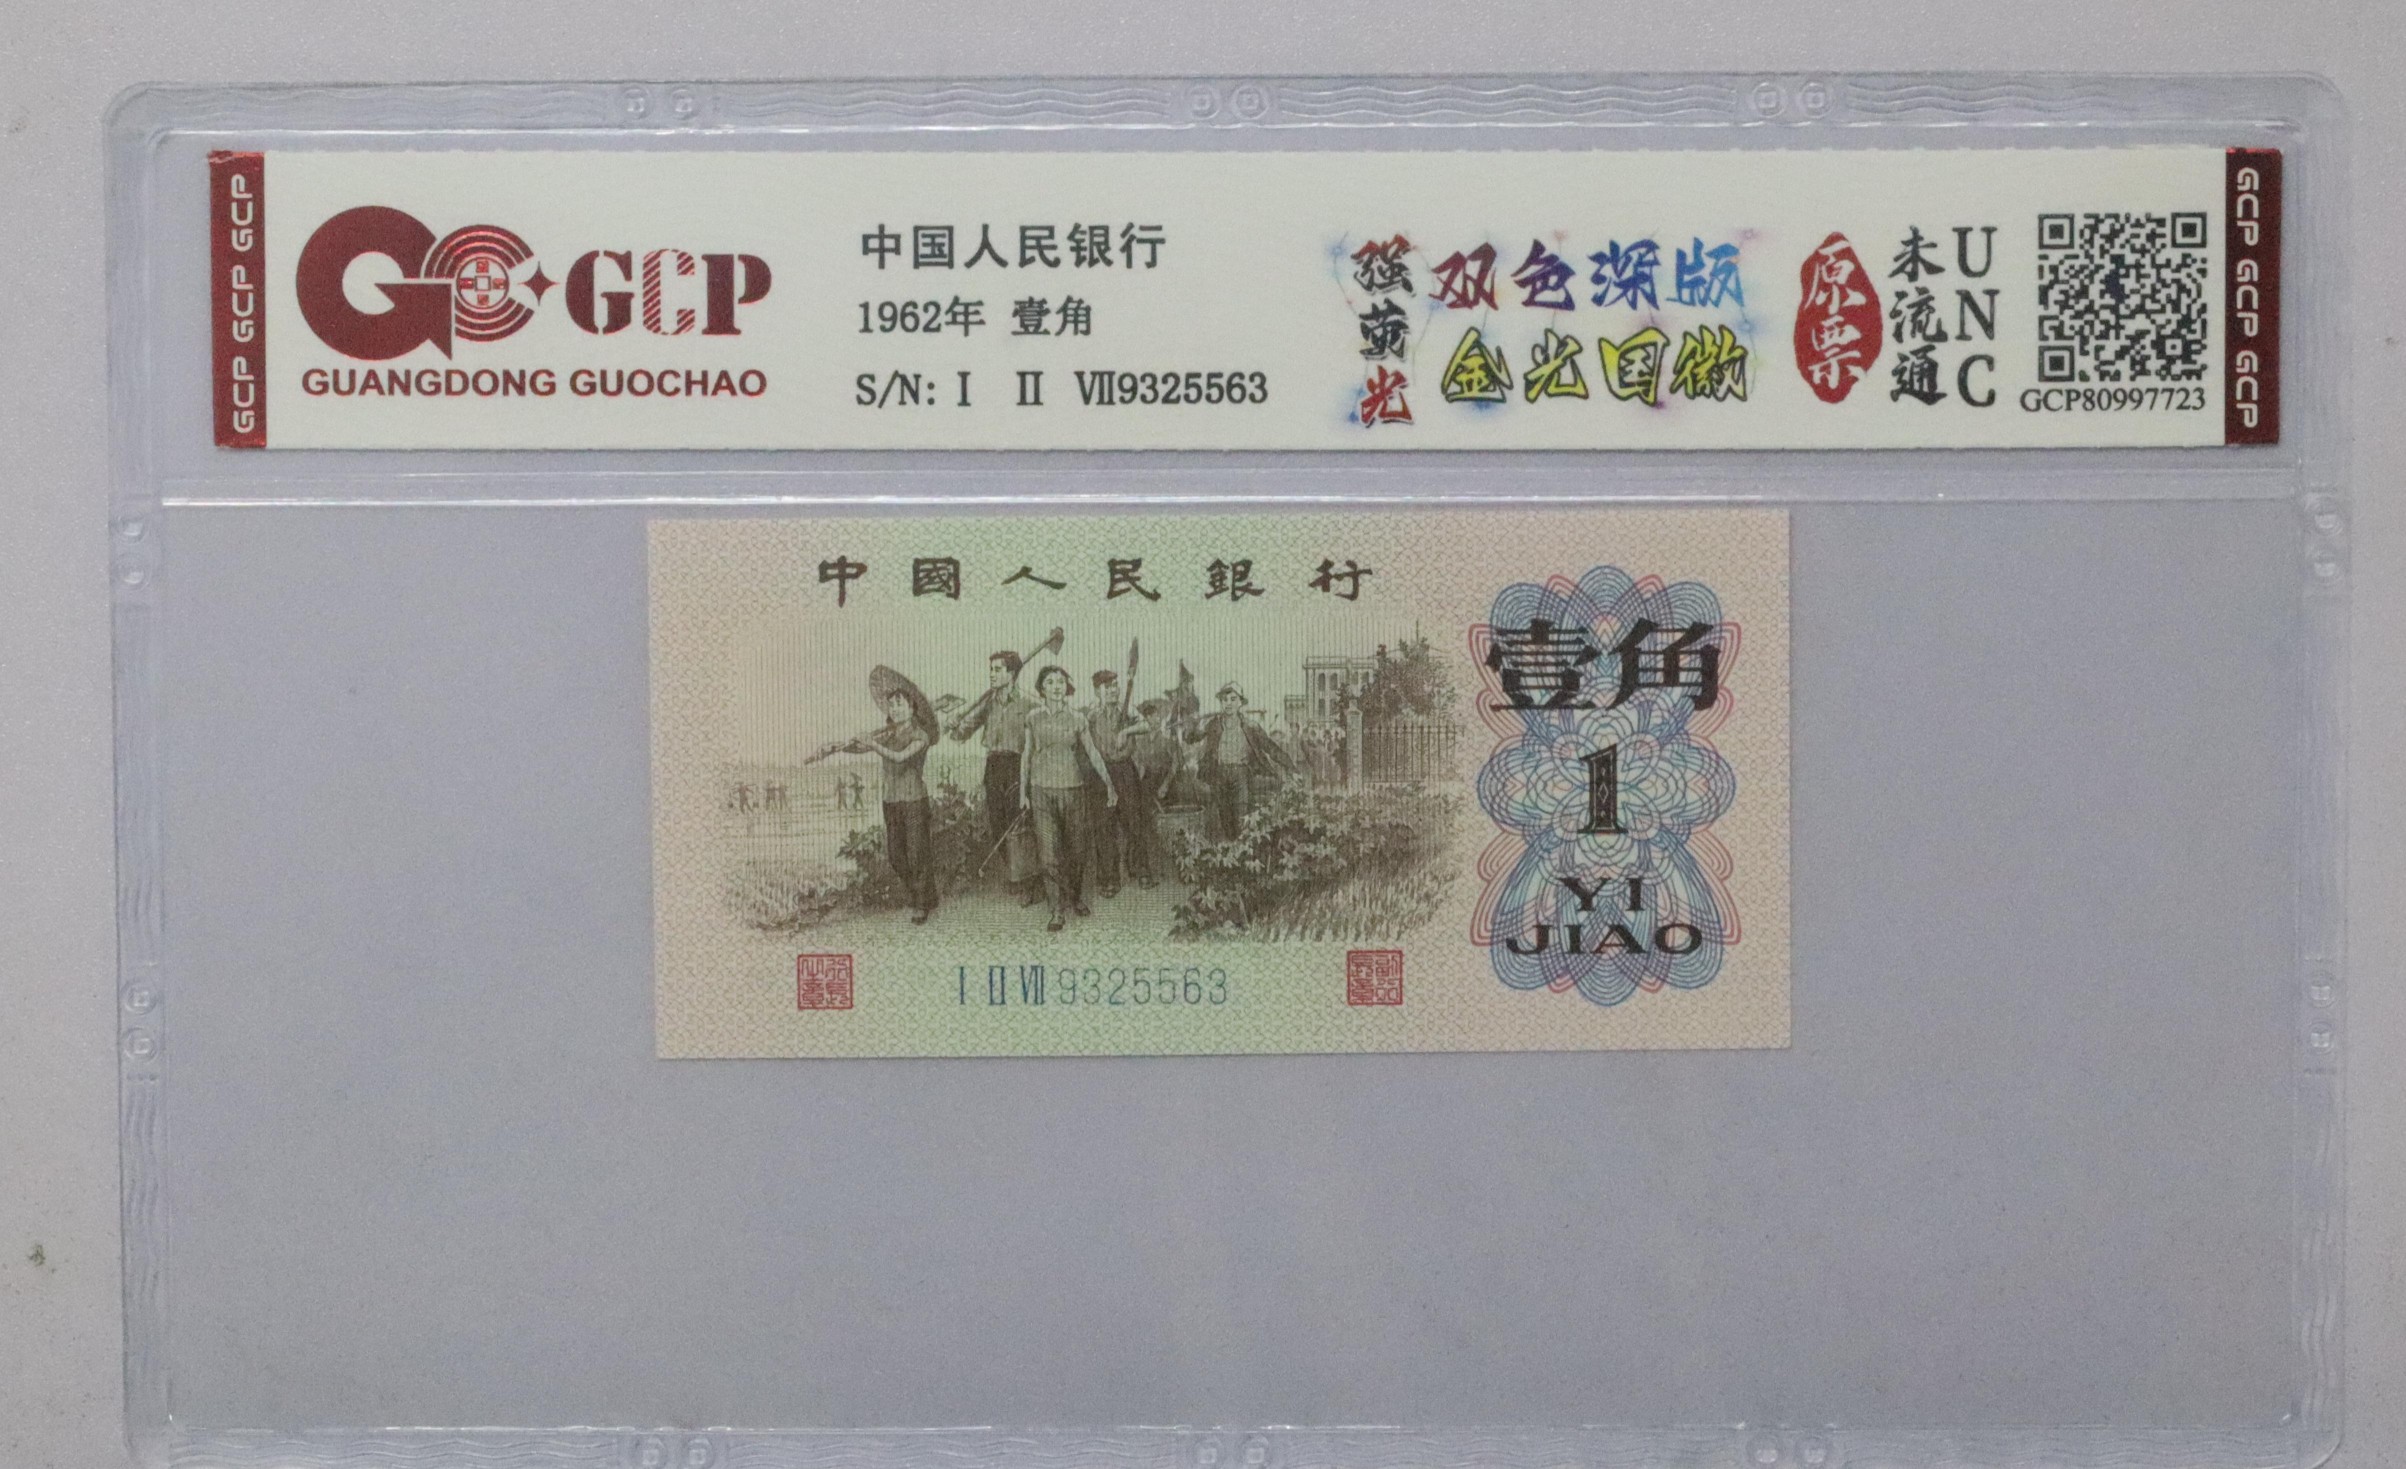 GCP GCP GCP
GCP
GUANGDONG GUOCHAO
中国人民银行
1962年 壹角
S/N: I II VII9325563
强荧光
双色深版
金光国徽
原票
未流通
UNC
GCP80997723
GCP GCP GCP
中國人民銀行
壹角
1
YI
JIAO
I II VII 9325563